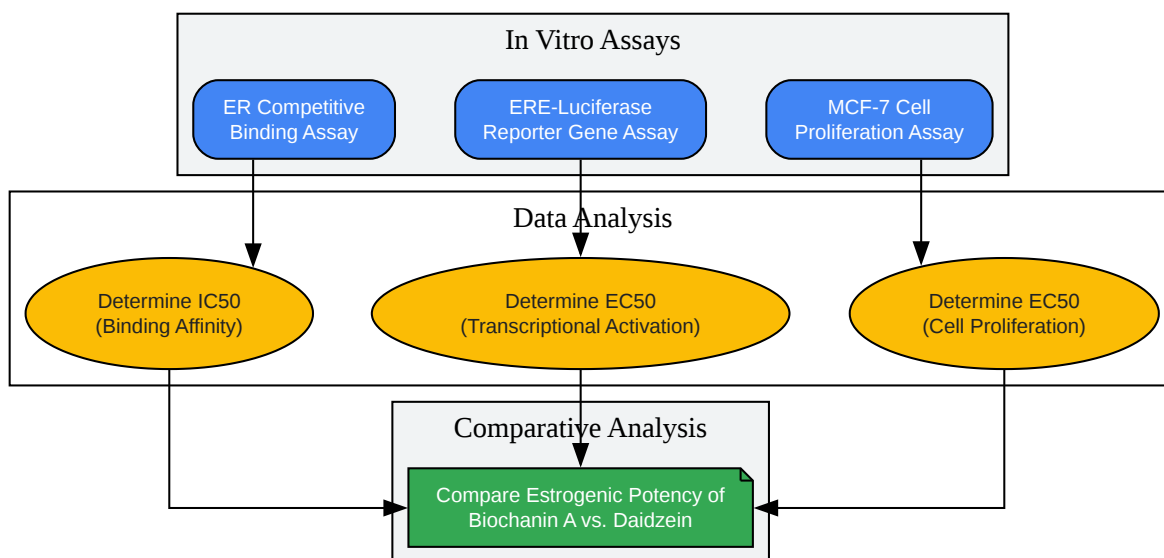 In Vitro Assays
ER Competitive
Binding Assay
ERE-Luciferase
Reporter Gene Assay
MCF-7 Cell
Proliferation Assay
Data Analysis
Determine IC50
(Binding Affinity)
Determine EC50
(Transcriptional Activation)
Determine EC50
(Cell Proliferation)
Comparative Analysis
Compare Estrogenic Potency of
Biochanin A vs. Daidzein